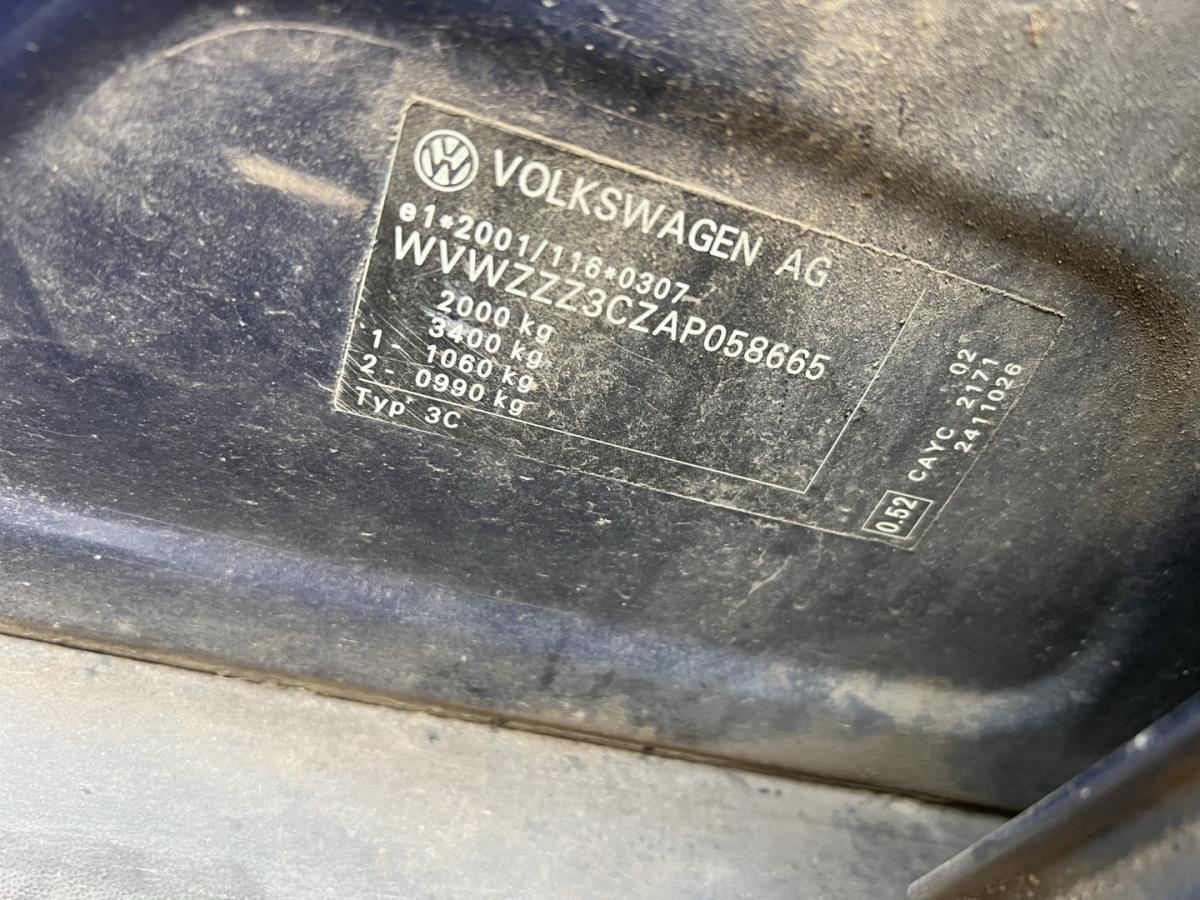 VOLKSWAGEN AG
e1*2001/116*0307
WVWZZZ3CZAP058665
2000 kg
3400 kg
1- 1060 kg
2- 0990 kg
Typ 3C
0.52
CAYC 02
2171
2411026